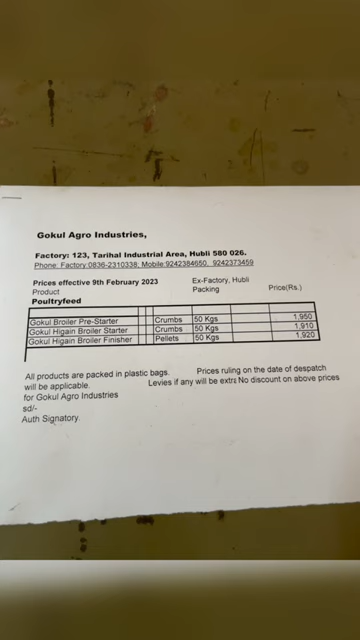 Gokul Agro Industries,
Factory: 123, Tarihal Industrial Area, Hubli 580 026.
Phone: Factory:0836-2310338; Mobile:9242384650, 9242373459
Prices effective 9th February 2023 Ex-Factory, Hubli
Product Packing Price(Rs.)
Poultryfeed
Gokul Broiler Pre-Starter Crumbs 50 Kgs 1,950
Gokul Higain Broiler Starter Crumbs 50 Kgs 1,910
Gokul Higain Broiler Finisher Pellets 50 Kgs 1,920
All products are packed in plastic bags. Prices ruling on the date of despatch
will be applicable. Levies if any will be extra No discount on above prices
for Gokul Agro Industries
sd/-
Auth Signatory.